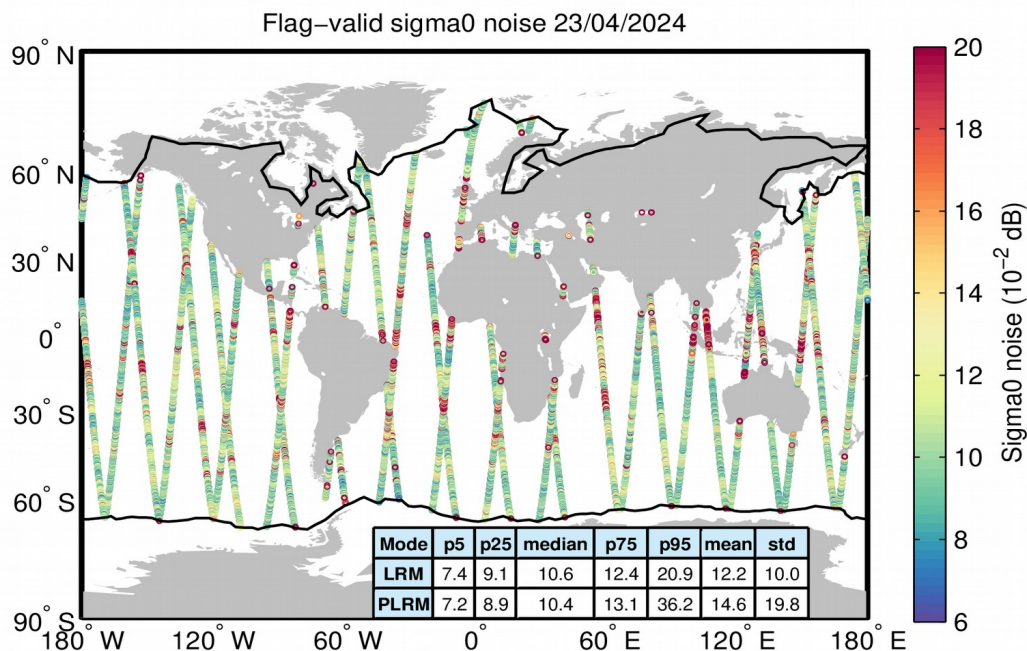 Flag−valid sigma0 noise 23/04/2024
90° N
60° N
30° N
0°
30° S
60° S
90° S
180° W
120° W
60° W
0°
60° E
120° E
180° E
Mode p5 p25 median p75 p95 mean std
LRM 7.4 9.1 10.6 12.4 20.9 12.2 10.0
PLRM 7.2 8.9 10.4 13.1 36.2 14.6 19.8
20
18
16
14
12
10
8
6
Sigma0 noise (10⁻² dB)